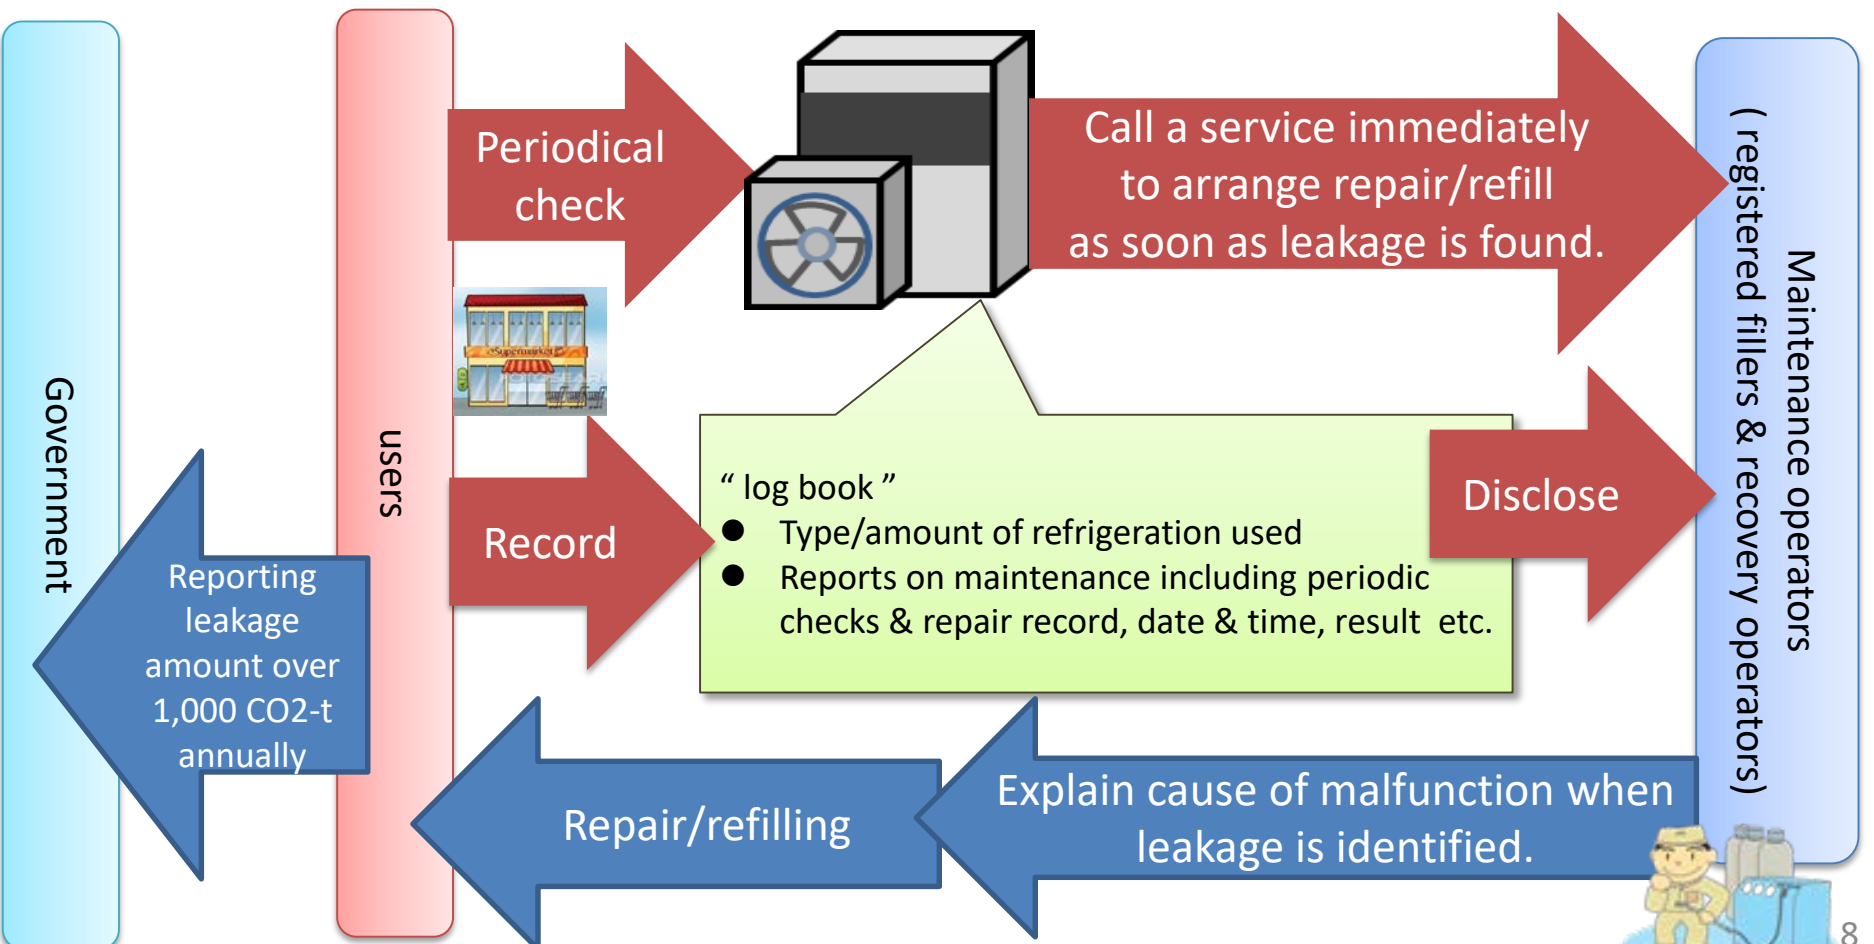 Government
users
Periodical
check
Call a service immediately
to arrange repair/refill
as soon as leakage is found.
Maintenance operators
( registered fillers & recovery operators)
Supermarket
Record
“ log book ”
● Type/amount of refrigeration used
● Reports on maintenance including periodic
checks & repair record, date & time, result etc.
Disclose
Reporting
leakage
amount over
1,000 CO2-t
annually
Repair/refilling
Explain cause of malfunction when
leakage is identified.
8